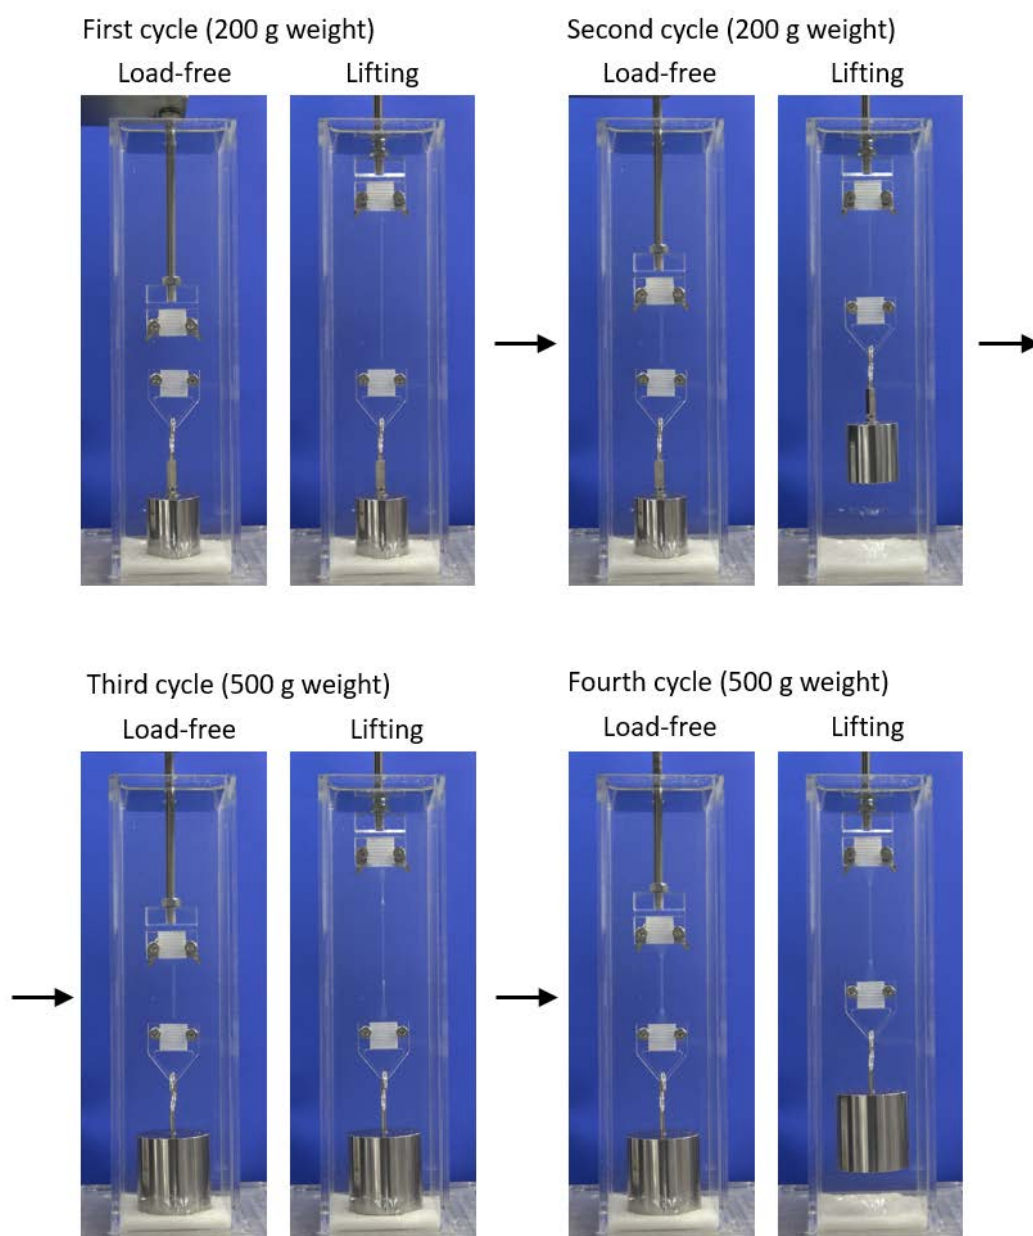 First cycle (200 g weight)
Second cycle (200 g weight)
Load-free
Lifting
Load-free
Lifting
Third cycle (500 g weight)
Fourth cycle (500 g weight)
Load-free
Lifting
Load-free
Lifting